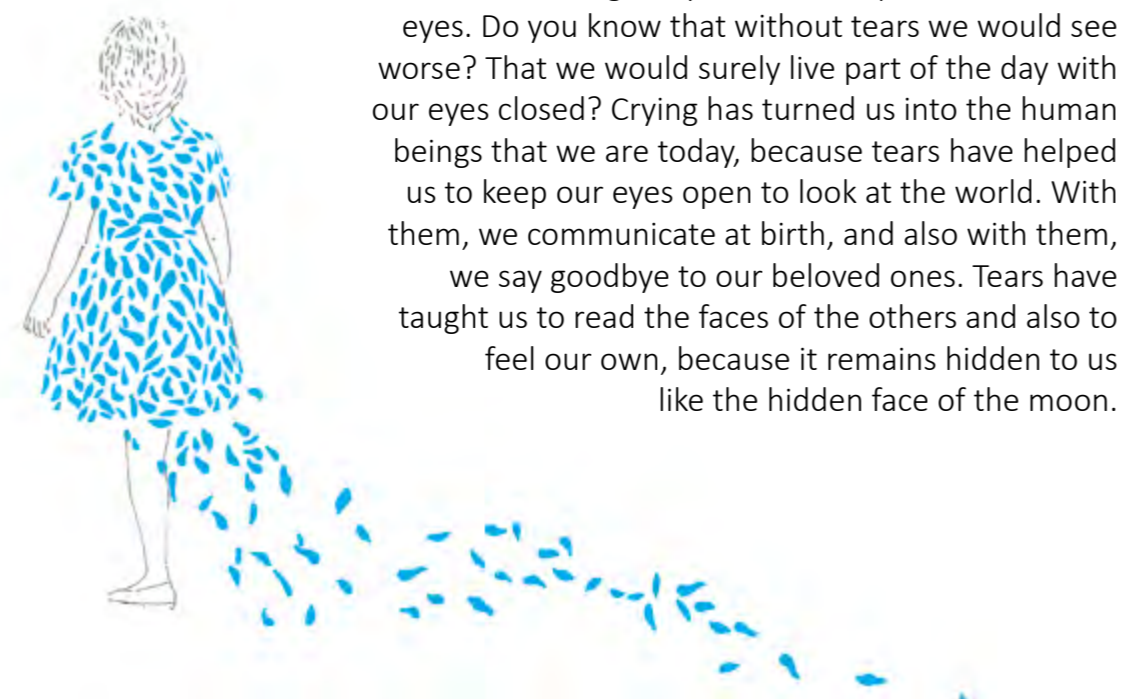 eyes. Do you know that without tears we would see
worse? That we would surely live part of the day with
our eyes closed? Crying has turned us into the human
beings that we are today, because tears have helped
us to keep our eyes open to look at the world. With
them, we communicate at birth, and also with them,
we say goodbye to our beloved ones. Tears have
taught us to read the faces of the others and also to
feel our own, because it remains hidden to us
like the hidden face of the moon.